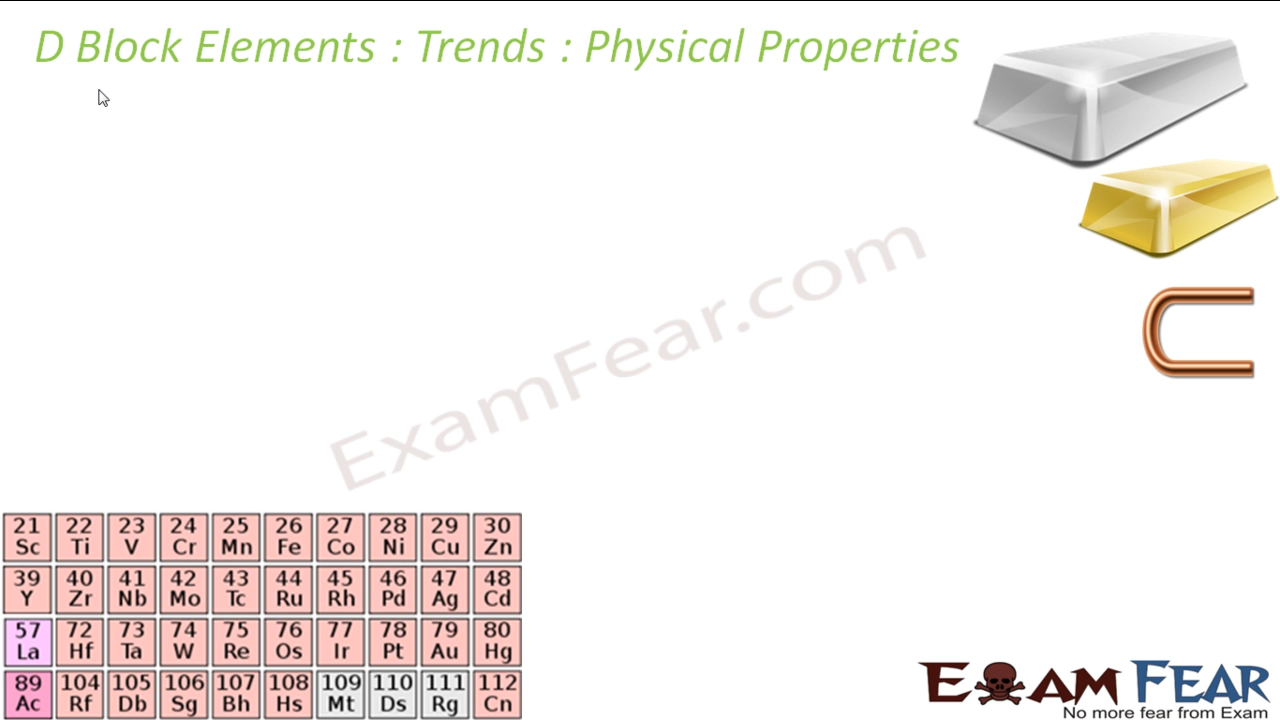 D Block Elements : Trends : Physical Properties
ExamFear.com
21 22 23 24 25 26 27 28 29 30
Sc Ti V Cr Mn Fe Co Ni Cu Zn
39 40 41 42 43 44 45 46 47 48
Y Zr Nb Mo Tc Ru Rh Pd Ag Cd
57 72 73 74 75 76 77 78 79 80
La Hf Ta W Re Os Ir Pt Au Hg
89 104 105 106 107 108 109 110 111 112
Ac Rf Db Sg Bh Hs Mt Ds Rg Cn
EXAM FEAR
No more fear from Exam